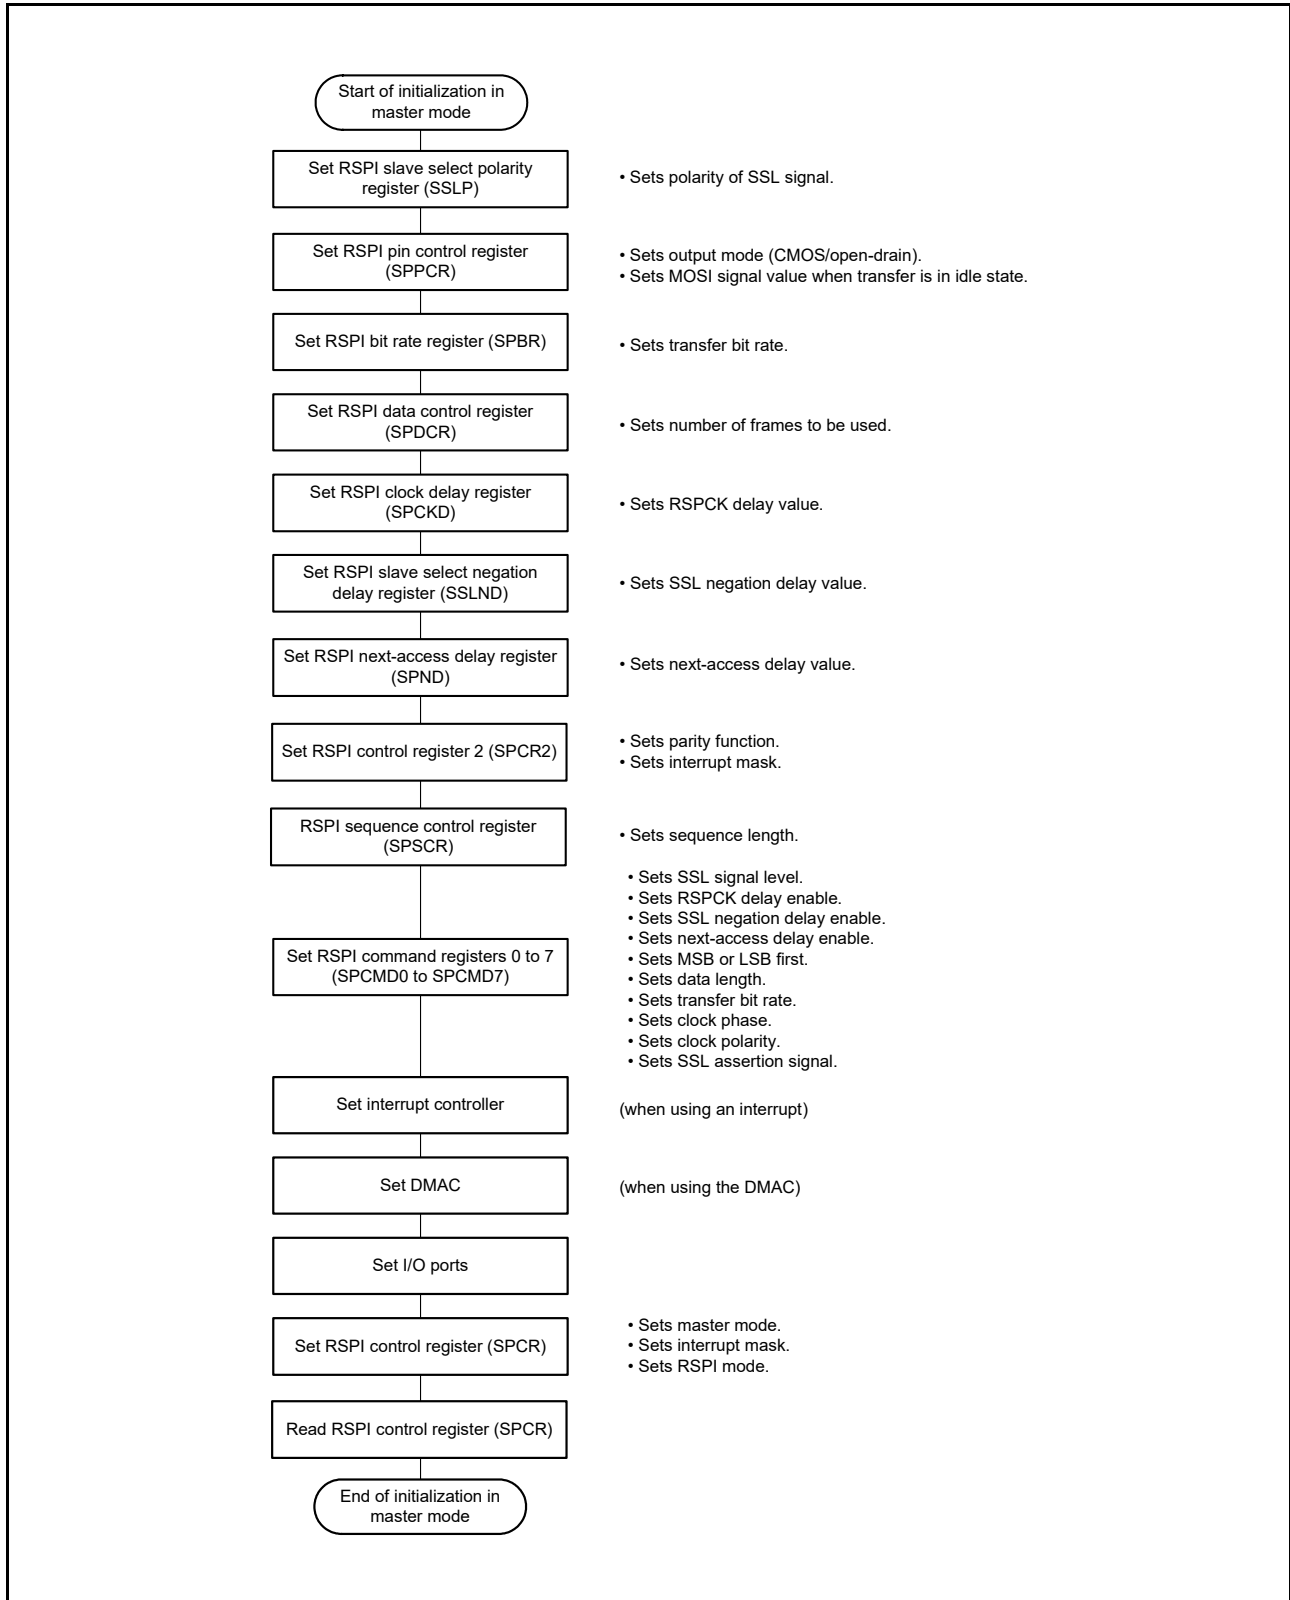 Start of initialization in
master mode
Set RSPI slave select polarity
register (SSLP)
• Sets polarity of SSL signal.
Set RSPI pin control register
(SPPCR)
• Sets output mode (CMOS/open-drain).
• Sets MOSI signal value when transfer is in idle state.
Set RSPI bit rate register (SPBR)
• Sets transfer bit rate.
Set RSPI data control register
(SPDCR)
• Sets number of frames to be used.
Set RSPI clock delay register
(SPCKD)
• Sets RSPCK delay value.
Set RSPI slave select negation
delay register (SSLND)
• Sets SSL negation delay value.
Set RSPI next-access delay register
(SPND)
• Sets next-access delay value.
Set RSPI control register 2 (SPCR2)
• Sets parity function.
• Sets interrupt mask.
RSPI sequence control register
(SPSCR)
• Sets sequence length.
Set RSPI command registers 0 to 7
(SPCMD0 to SPCMD7)
• Sets SSL signal level.
• Sets RSPCK delay enable.
• Sets SSL negation delay enable.
• Sets next-access delay enable.
• Sets MSB or LSB first.
• Sets data length.
• Sets transfer bit rate.
• Sets clock phase.
• Sets clock polarity.
• Sets SSL assertion signal.
Set interrupt controller
(when using an interrupt)
Set DMAC
(when using the DMAC)
Set I/O ports
Set RSPI control register (SPCR)
• Sets master mode.
• Sets interrupt mask.
• Sets RSPI mode.
Read RSPI control register (SPCR)
End of initialization in
master mode